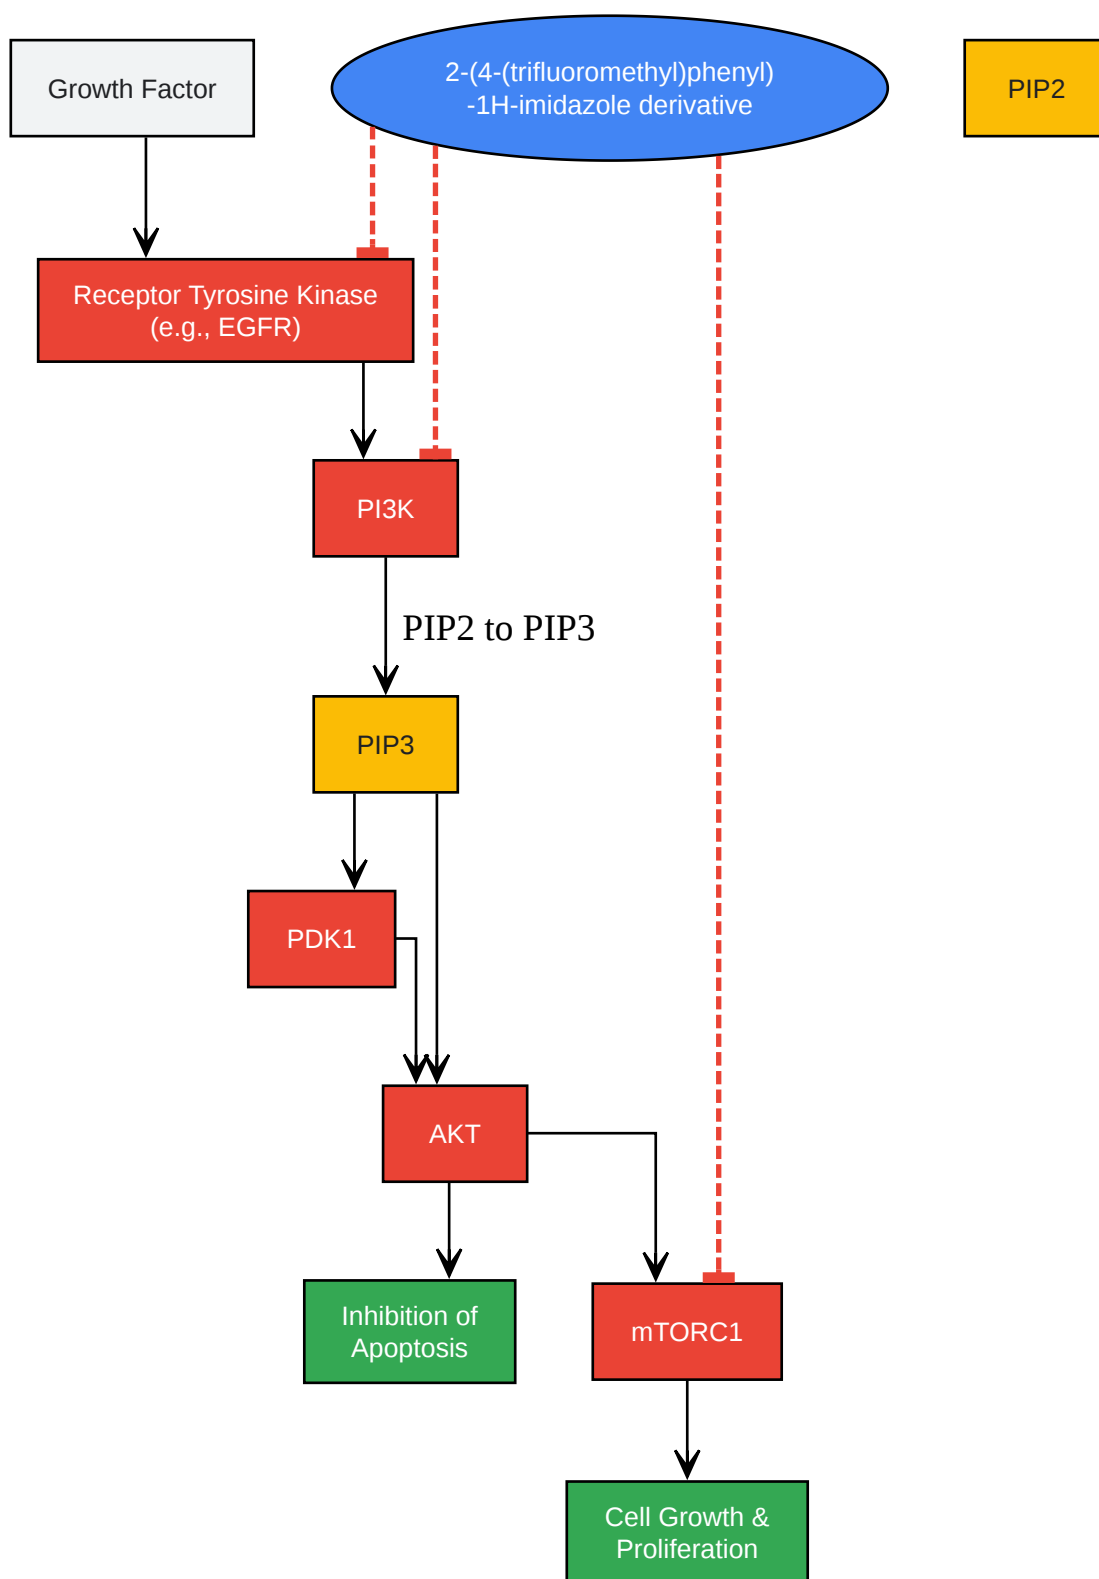 Growth Factor
2-(4-(trifluoromethyl)phenyl)
-1H-imidazole derivative
PIP2
Receptor Tyrosine Kinase
(e.g., EGFR)
PI3K
PIP2 to PIP3
PIP3
PDK1
AKT
Inhibition of
Apoptosis
mTORC1
Cell Growth &
Proliferation